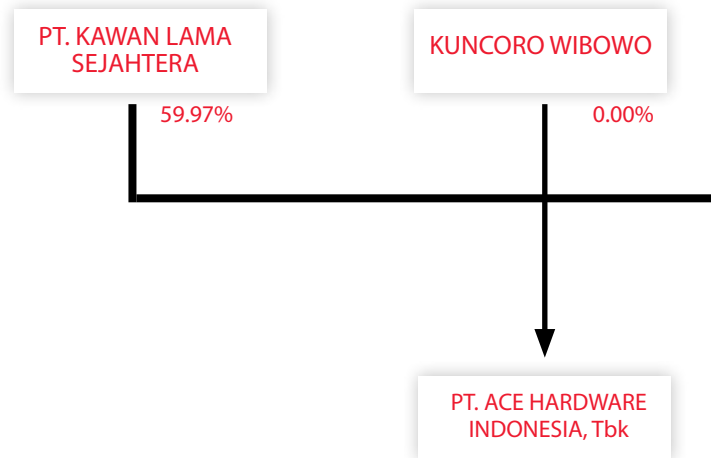 PT. KAWAN LAMA
SEJAHTERA
KUNCORO WIBOWO
59.97%
0.00%
PT. ACE HARDWARE
INDONESIA, Tbk